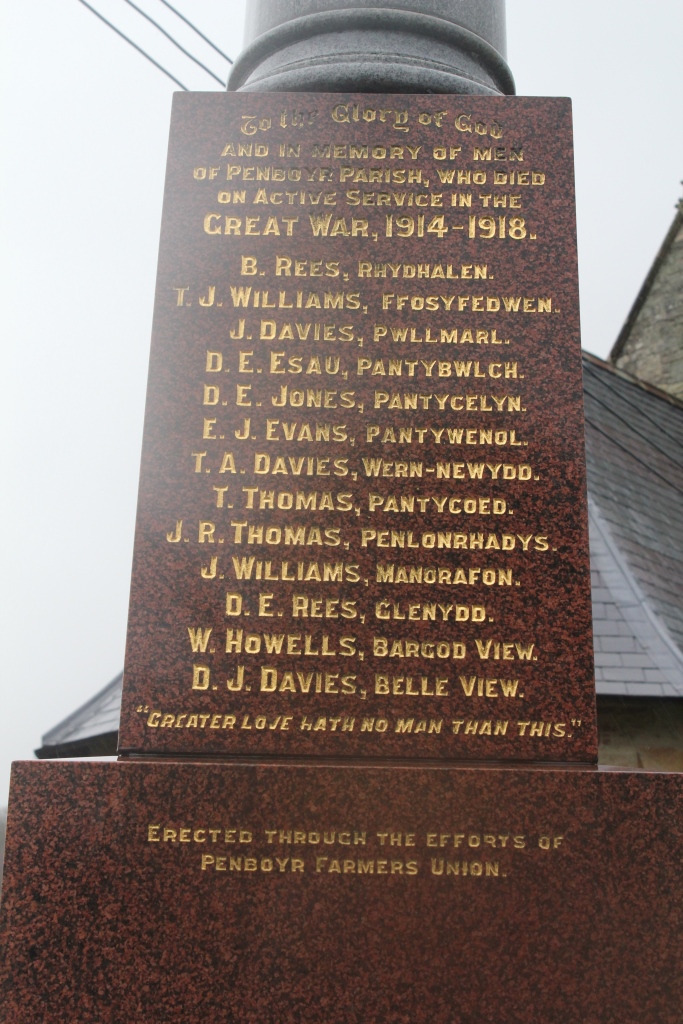 To the Glory of God
AND IN MEMORY OF MEN
OF PENBOYR PARISH, WHO DIED
ON ACTIVE SERVICE IN THE
GREAT WAR, 1914-1918.
B. REES, RHYDHALEN.
T. J. WILLIAMS, FFOSYFEDWEN.
J. DAVIES, PWLLMARL.
D. E. ESAU, PANTYBWLCH.
D. E. JONES, PANTYCELYN.
E. J. EVANS, PANTYWENOL.
T. A. DAVIES, WERN-NEWYDD.
T. THOMAS, PANTYCOED.
J. R. THOMAS, PENLONRHADYS.
J. WILLIAMS, MANORAFON.
D. E. REES, GLENYDD.
W. HOWELLS, BARGOD VIEW.
D. J. DAVIES, BELLE VIEW.
"GREATER LOVE HATH NO MAN THAN THIS."
ERECTED THROUGH THE EFFORTS OF
PENBOYR FARMERS UNION.